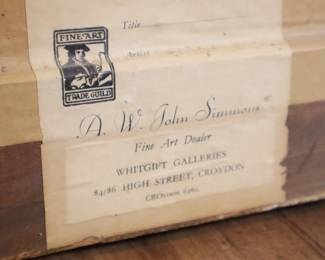 Title
Artist
FINE ART
TRADE GUILD
A. W. John Simmons
Fine Art Dealer
WHITGIFT GALLERIES
84/86 HIGH STREET, CROYDON